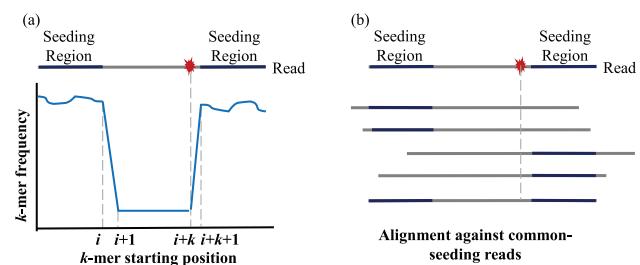 (a)
Seeding
Region
Seeding
Region
Read
k-mer frequency
i
i+1
i+k
i+k+1
k-mer starting position
(b)
Seeding
Region
Seeding
Region
Read
Alignment against common-
seeding reads